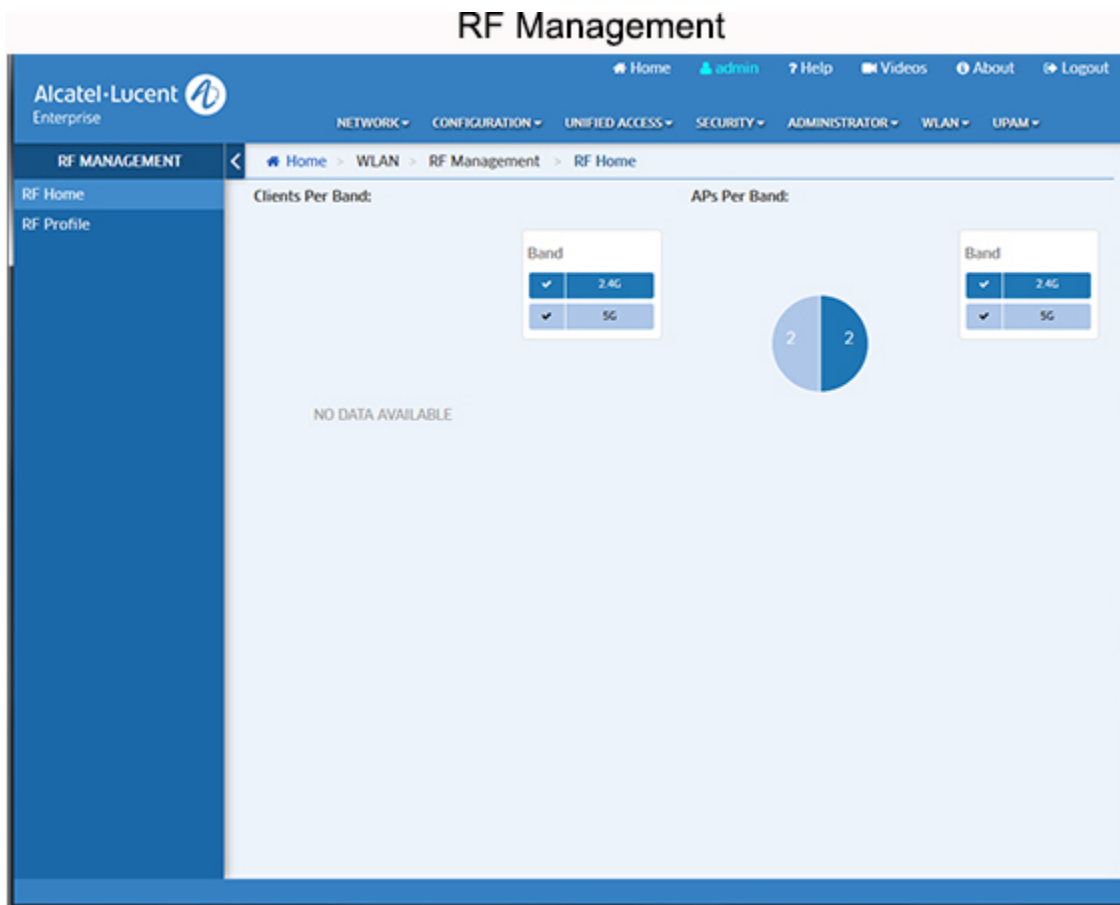 RF Management
Home admin ? Help Videos About Logout
Alcatel·Lucent
Enterprise
NETWORK CONFIGURATION UNIFIED ACCESS SECURITY ADMINISTRATOR WLAN UPAM
RF MANAGEMENT
Home > WLAN > RF Management > RF Home
RF Home
RF Profile
Clients Per Band:
Band
2.4G
5G
NO DATA AVAILABLE
APs Per Band:
2 2
Band
2.4G
5G